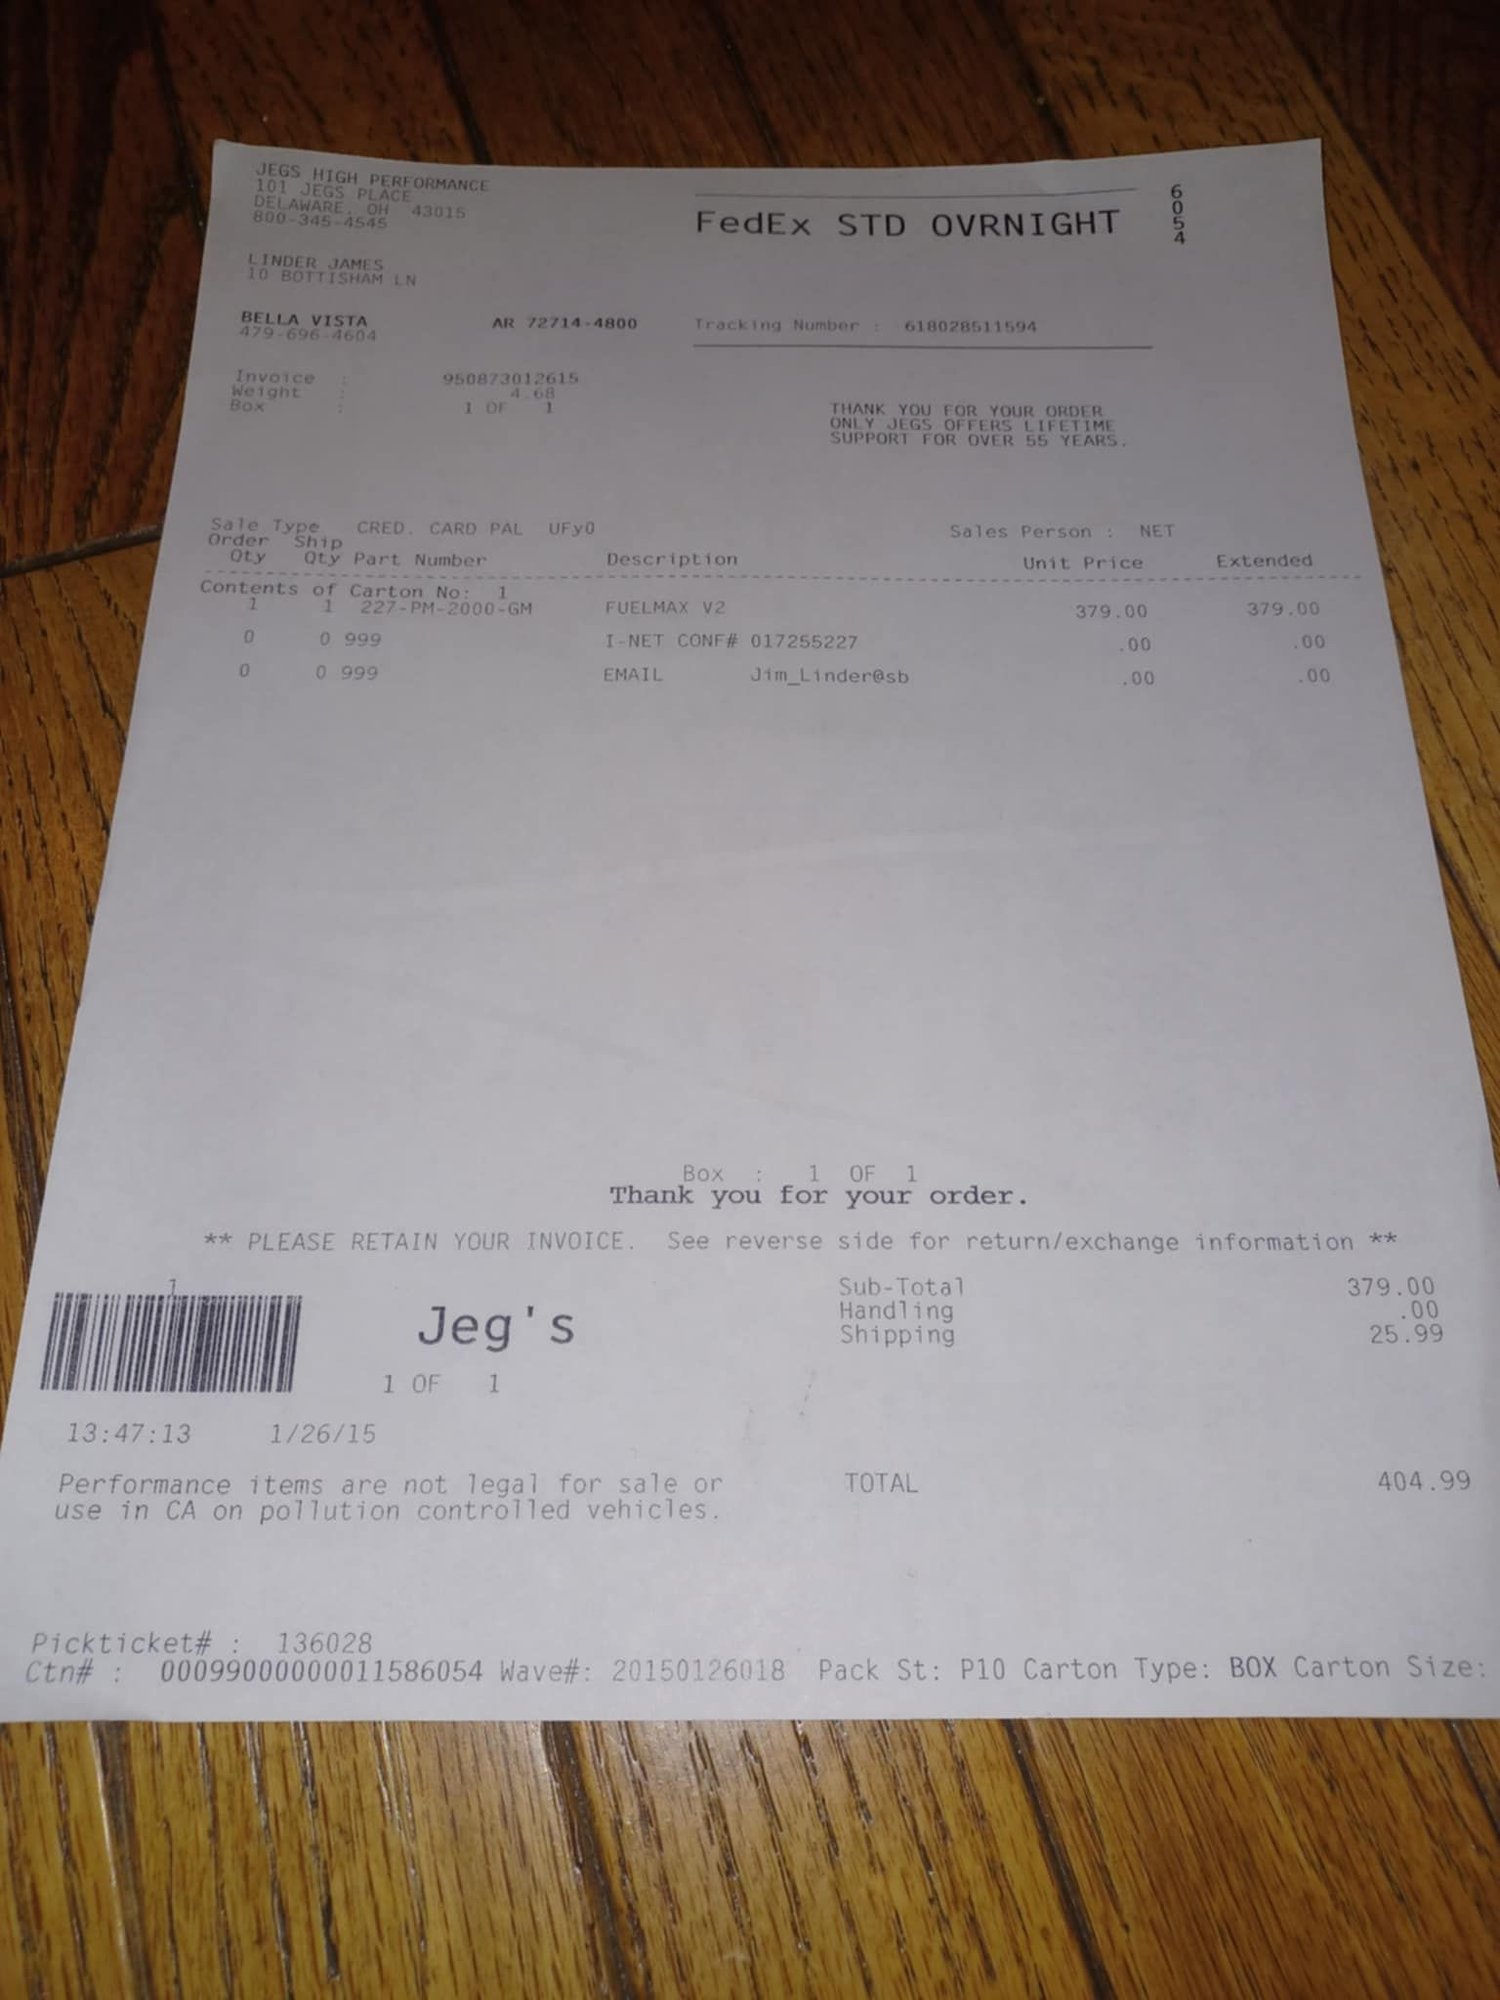 JEGS HIGH PERFORMANCE
101 JEGS PLACE
DELAWARE, OH 43015
800-345-4545
FedEx STD OVRNIGHT
6054
LINDER JAMES
10 BOTTISHAM LN
BELLA VISTA AR 72714-4800
479-696-4604
Tracking Number : 618028511594
Invoice : 950873012615
Weight : 4.68
Box : 1 OF 1
THANK YOU FOR YOUR ORDER
ONLY JEGS OFFERS LIFETIME
SUPPORT FOR OVER 55 YEARS.
Sale Type CRED. CARD PAL UFy0 Sales Person : NET
Order Ship
Qty Qty Part Number Description Unit Price Extended
Contents of Carton No: 1
1 1 227-PM-2000-GM FUELMAX V2 379.00 379.00
0 0 999 I-NET CONF# 017255227 .00 .00
0 0 999 EMAIL Jim_Linder@sb .00 .00
Box : 1 OF 1
Thank you for your order.
** PLEASE RETAIN YOUR INVOICE. See reverse side for return/exchange information **
1
Jeg's
1 OF 1
Sub-Total 379.00
Handling .00
Shipping 25.99
13:47:13 1/26/15
Performance items are not legal for sale or
use in CA on pollution controlled vehicles.
TOTAL 404.99
Pickticket# : 136028
Ctn# : 00099000000011586054 Wave#: 20150126018 Pack St: P10 Carton Type: BOX Carton Size: